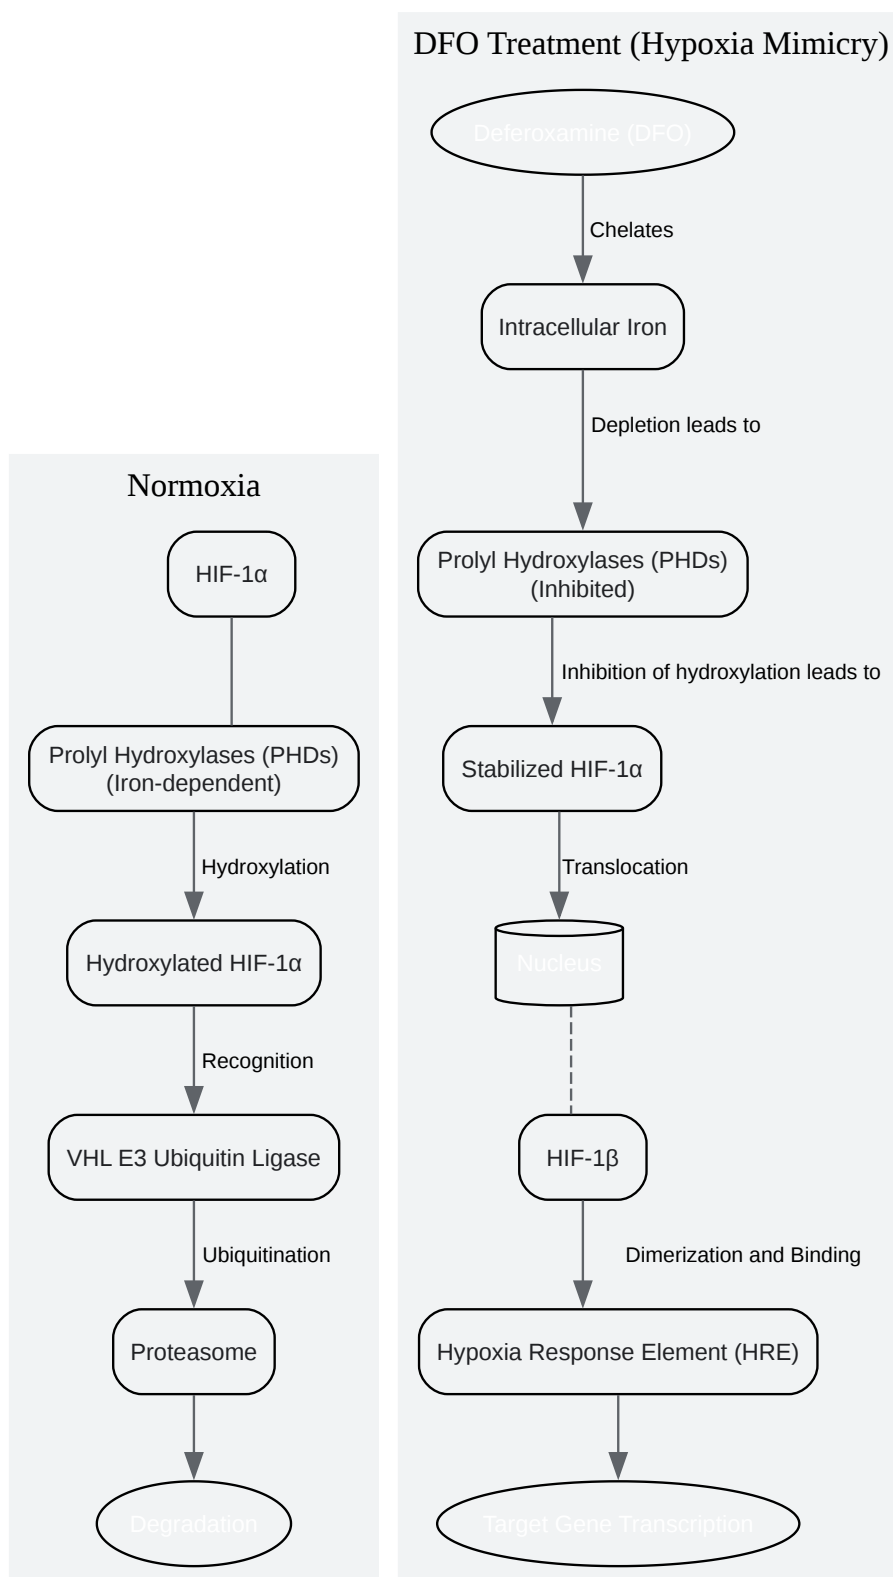 DFO Treatment (Hypoxia Mimicry)
Deferoxamine (DFO)
Chelates
Intracellular Iron
Depletion leads to
Prolyl Hydroxylases (PHDs)
(Inhibited)
Inhibition of hydroxylation leads to
Stabilized HIF-1α
Translocation
Nucleus
HIF-1β
Dimerization and Binding
Hypoxia Response Element (HRE)
Target Gene Transcription
Normoxia
HIF-1α
Prolyl Hydroxylases (PHDs)
(Iron-dependent)
Hydroxylation
Hydroxylated HIF-1α
Recognition
VHL E3 Ubiquitin Ligase
Ubiquitination
Proteasome
Degradation